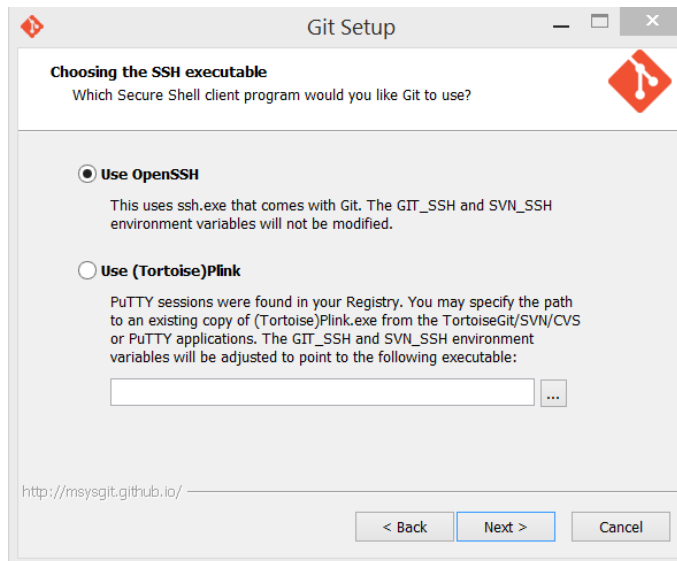 Git Setup
Choosing the SSH executable
Which Secure Shell client program would you like Git to use?
Use OpenSSH
This uses ssh.exe that comes with Git. The GIT_SSH and SVN_SSH
environment variables will not be modified.
Use (Tortoise)Plink
PuTTY sessions were found in your Registry. You may specify the path
to an existing copy of (Tortoise)Plink.exe from the TortoiseGit/SVN/CVS
or PuTTY applications. The GIT_SSH and SVN_SSH environment
variables will be adjusted to point to the following executable:
...
http://msysgit.github.io/
< Back Next > Cancel